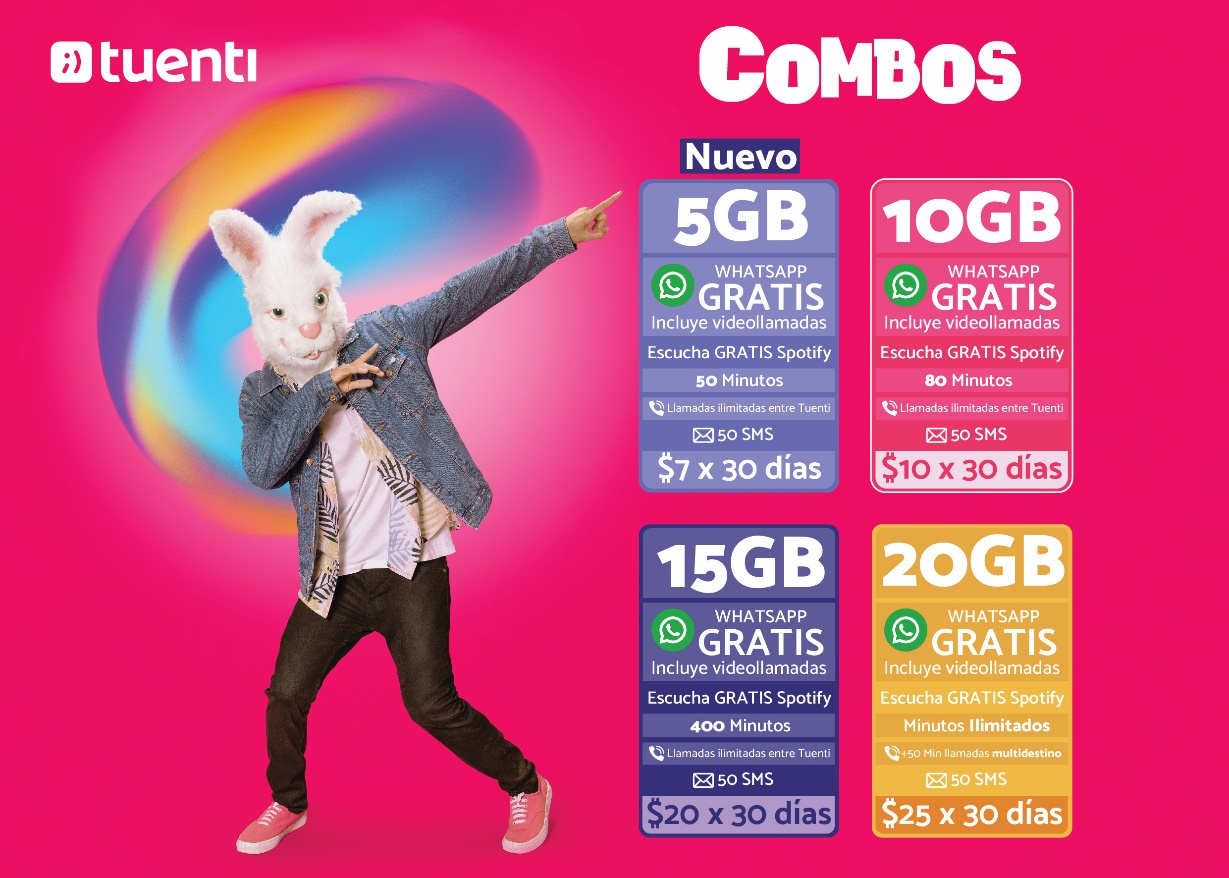 tuenti
COMBOS
Nuevo
5GB
WHATSAPP
GRATIS
Incluye videollamadas
Escucha GRATIS Spotify
50 Minutos
Llamadas ilimitadas entre Tuenti
50 SMS
$7 x 30 días
10GB
WHATSAPP
GRATIS
Incluye videollamadas
Escucha GRATIS Spotify
80 Minutos
Llamadas ilimitadas entre Tuenti
50 SMS
$10 x 30 días
15GB
WHATSAPP
GRATIS
Incluye videollamadas
Escucha GRATIS Spotify
400 Minutos
Llamadas ilimitadas entre Tuenti
50 SMS
$20 x 30 días
20GB
WHATSAPP
GRATIS
Incluye videollamadas
Escucha GRATIS Spotify
Minutos Ilimitados
+50 Min llamadas multidestino
50 SMS
$25 x 30 días